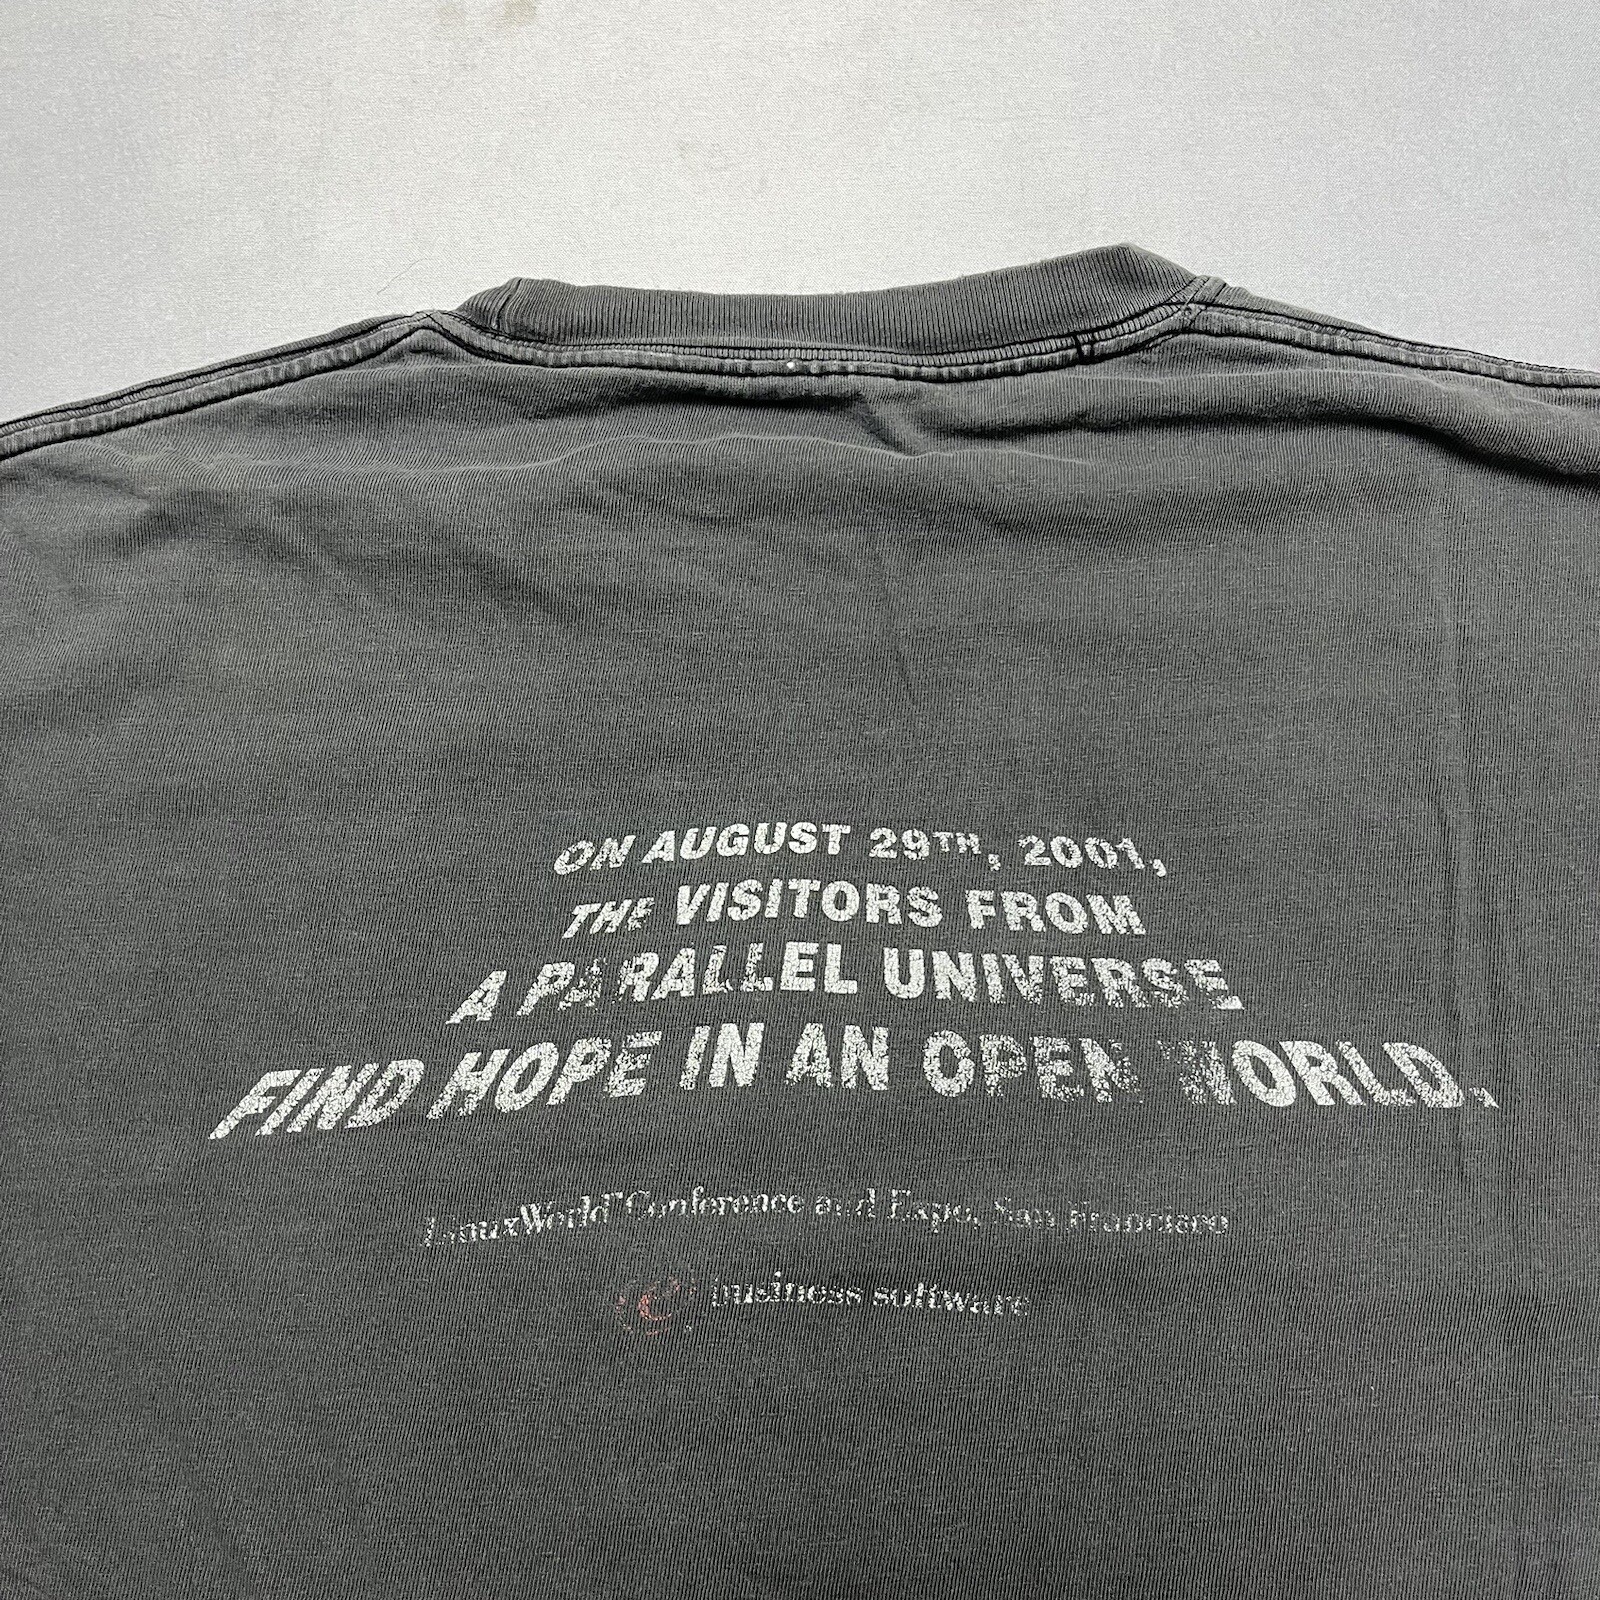 ON AUGUST 29TH, 2001,
THE VISITORS FROM
A PARALLEL UNIVERSE
FIND HOPE IN AN OPEN WORLD.
LinuxWorld™ Conference and Expo, San Francisco
business software